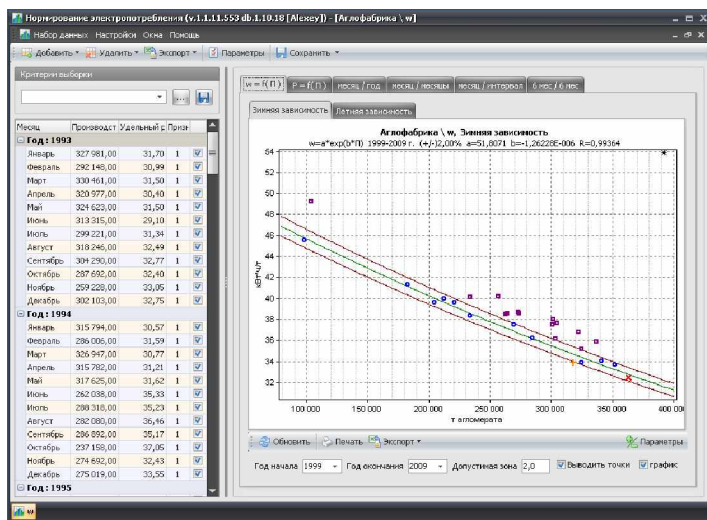 Нормирование электропотребления (v.1.1.11.553 db.1.10.18 [Alexey]) - [Аглофабрика \ w]
Набор данных Настройки Окна Помощь
Добавить Удалить Экспорт Параметры Сохранить
Критерии выборки
...
Месяц Производст Удельный р Призн
Год : 1993
Январь 327 981,00 31,70 1
Февраль 292 148,00 30,99 1
Март 330 461,00 31,50 1
Апрель 320 977,00 30,40 1
Май 324 623,00 31,50 1
Июнь 313 315,00 29,10 1
Июль 299 221,00 31,34 1
Август 318 246,00 32,49 1
Сентябрь 304 290,00 32,77 1
Октябрь 287 692,00 32,40 1
Ноябрь 259 228,00 33,05 1
Декабрь 302 103,00 32,75 1
Год : 1994
Январь 315 794,00 30,57 1
Февраль 286 006,00 31,59 1
Март 326 947,00 30,77 1
Апрель 315 782,00 31,21 1
Май 317 625,00 31,62 1
Июнь 262 038,00 35,33 1
Июль 288 318,00 35,23 1
Август 282 080,00 36,46 1
Сентябрь 286 892,00 35,17 1
Октябрь 237 158,00 37,05 1
Ноябрь 274 692,00 32,43 1
Декабрь 275 019,00 33,55 1
Год : 1995
w = f(П) P = f(П) месяц / год месяц / месяцы месяц / интервал 6 мес / 6 мес
Зимняя зависимость Летняя зависимость
Аглофабрика \ w, Зимняя зависимость
w=a*exp(b*П) 1999-2009 г. (+/-)2,00% a=51,8071 b=-1,26228E-006 R=0,99364
54
52
50
48
46
44
42
40
38
36
34
32
кВт*ч/т
100 000 150 000 200 000 250 000 300 000 350 000 400 000
т агломерата
Обновить Печать Экспорт Параметры
Год начала 1999 Год окончания 2009 Допустимая зона 2,0 Выводить точки график
w